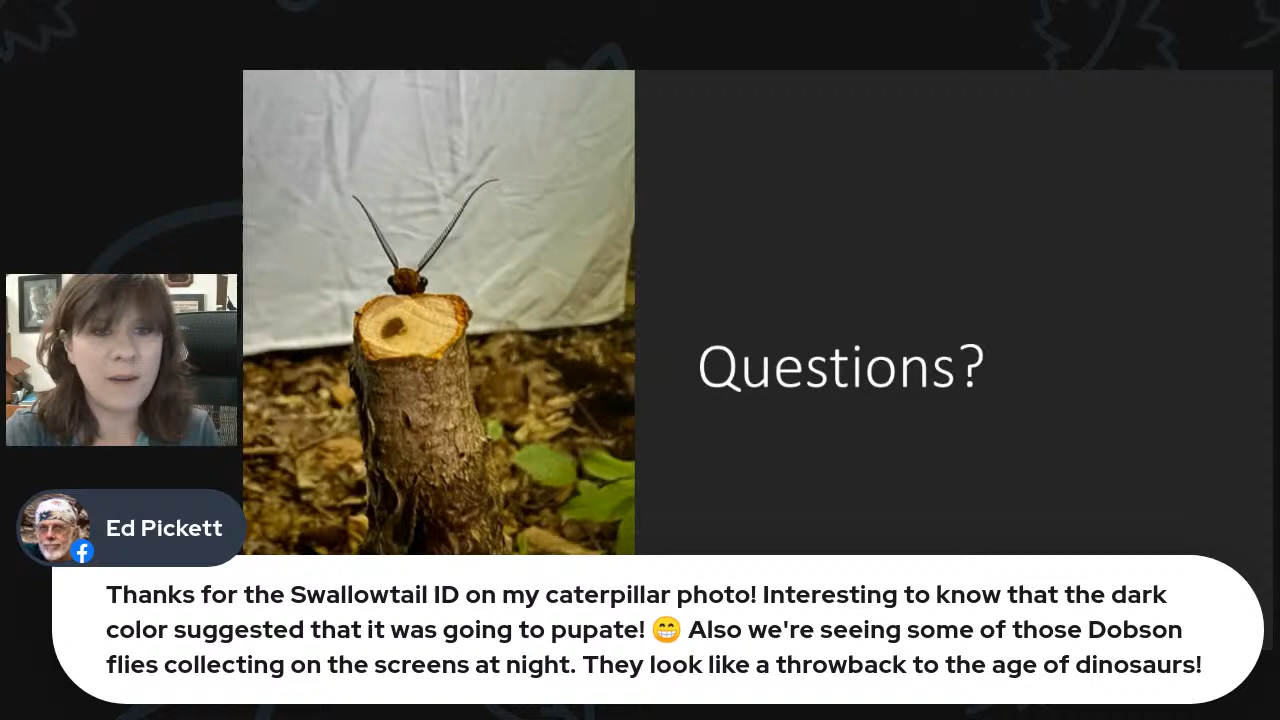 Questions?
Ed Pickett
Thanks for the Swallowtail ID on my caterpillar photo! Interesting to know that the dark
color suggested that it was going to pupate! 😁 Also we're seeing some of those Dobson
flies collecting on the screens at night. They look like a throwback to the age of dinosaurs!